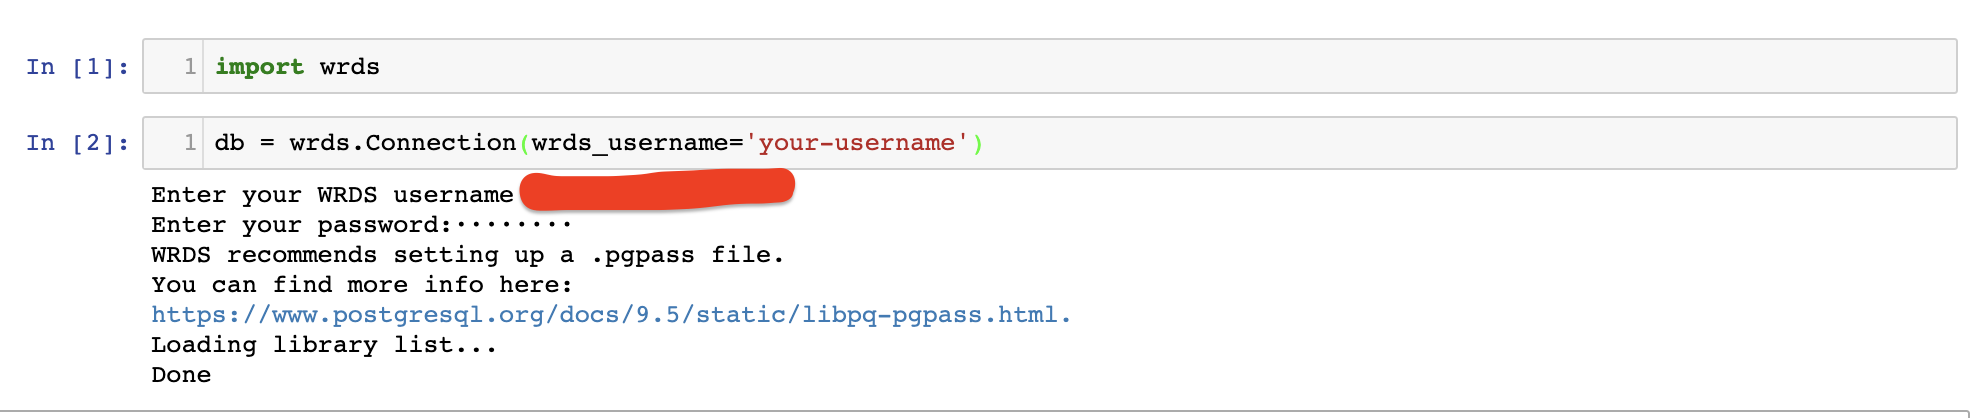 In [1]: 1 import wrds
In [2]: 1 db = wrds.Connection(wrds_username='your-username')
Enter your WRDS username
Enter your password:········
WRDS recommends setting up a .pgpass file.
You can find more info here:
https://www.postgresql.org/docs/9.5/static/libpq-pgpass.html.
Loading library list...
Done